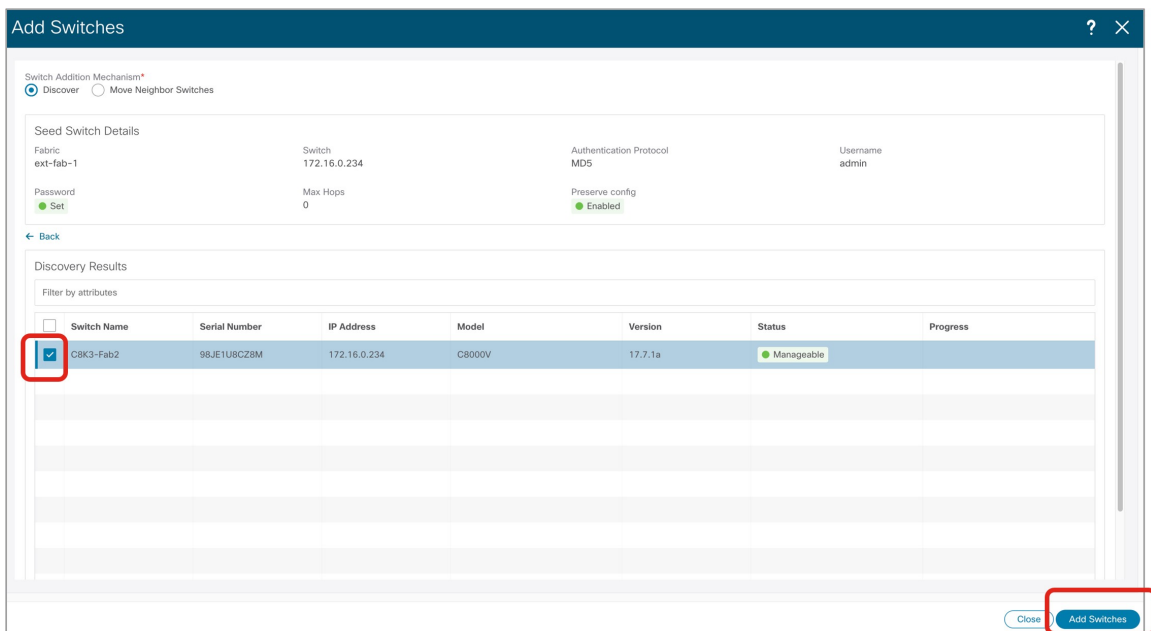 Add Switches ? ×
Switch Addition Mechanism*
Discover Move Neighbor Switches
Seed Switch Details
Fabric Switch Authentication Protocol Username
ext-fab-1 172.16.0.234 MD5 admin
Password Max Hops Preserve config
Set 0 Enabled
← Back
Discovery Results
Filter by attributes
Switch Name Serial Number IP Address Model Version Status Progress
C8K3-Fab2 98JE1U8CZ8M 172.16.0.234 C8000V 17.7.1a Manageable
Close Add Switches